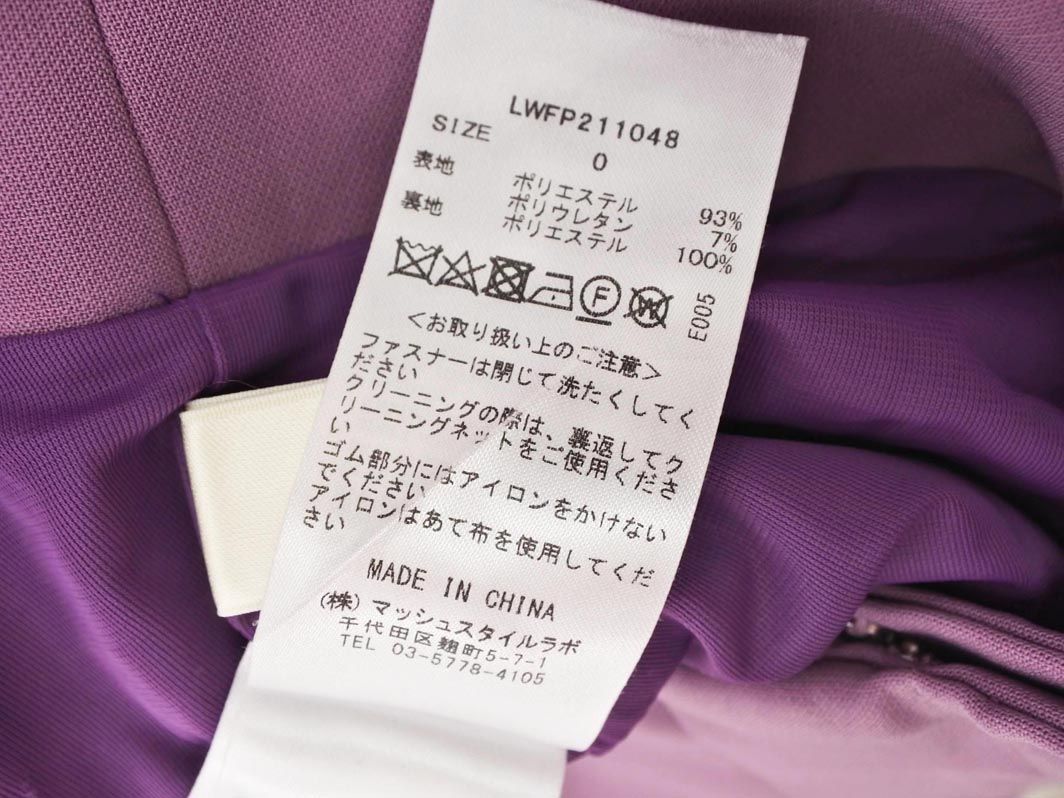 LWFP211048
SIZE 0
表地 ポリエステル 93%
ポリウレタン 7%
裏地 ポリエステル 100%
F W E005
<お取り扱い上のご注意>
ファスナーは閉じて洗たくしてく
ださい
クリーニングの際は、裏返してク
リーニングネットをご使用くださ
い
ゴム部分にはアイロンをかけない
でください
アイロンはあて布を使用してくだ
さい
MADE IN CHINA
(株)マッシュスタイルラボ
千代田区麹町5-7-1
TEL 03-5778-4105